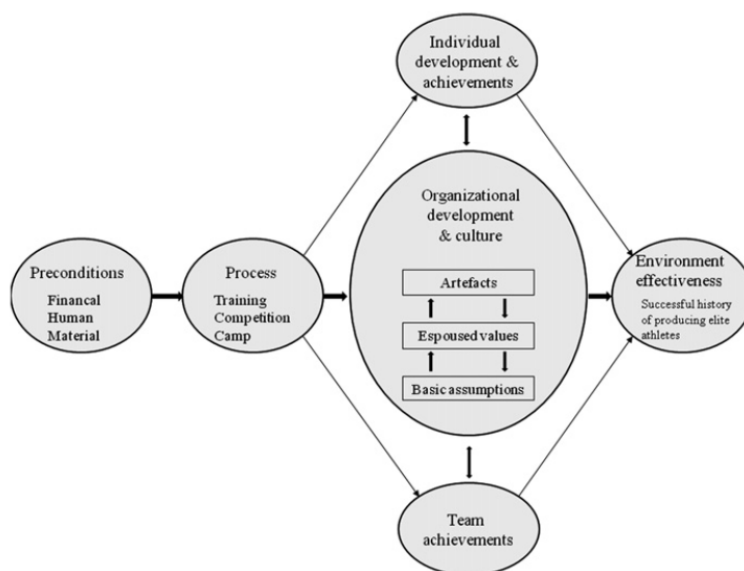 Individual
development &
achievements
Preconditions
Financal
Human
Material
Process
Training
Competition
Camp
Organizational
development
& culture
Artefacts
Espoused values
Basic assumptions
Environment
effectiveness
Successful history
of producing elite
athletes
Team
achievements